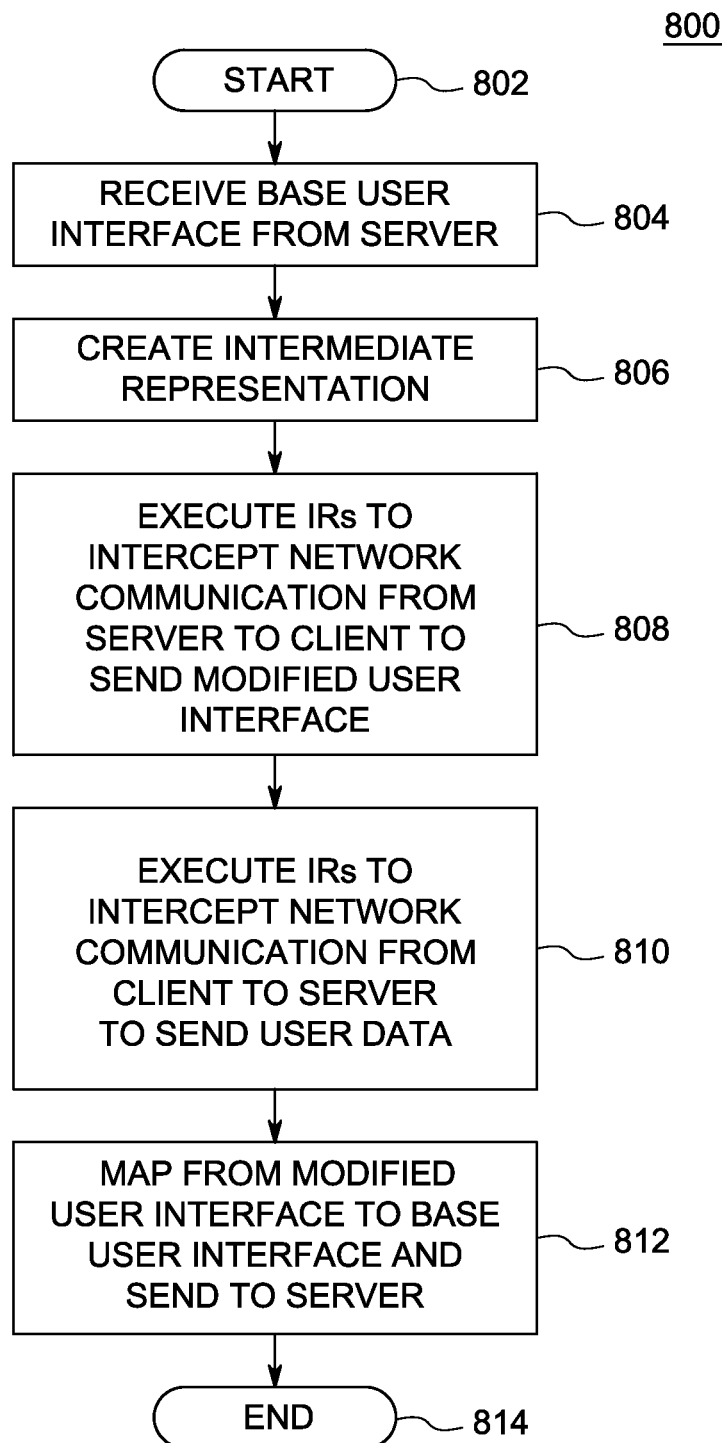 800
START
802
RECEIVE BASE USER
INTERFACE FROM SERVER
804
CREATE INTERMEDIATE
REPRESENTATION
806
EXECUTE IRs TO
INTERCEPT NETWORK
COMMUNICATION FROM
SERVER TO CLIENT TO
SEND MODIFIED USER
INTERFACE
808
EXECUTE IRs TO
INTERCEPT NETWORK
COMMUNICATION FROM
CLIENT TO SERVER
TO SEND USER DATA
810
MAP FROM MODIFIED
USER INTERFACE TO BASE
USER INTERFACE AND
SEND TO SERVER
812
END
814